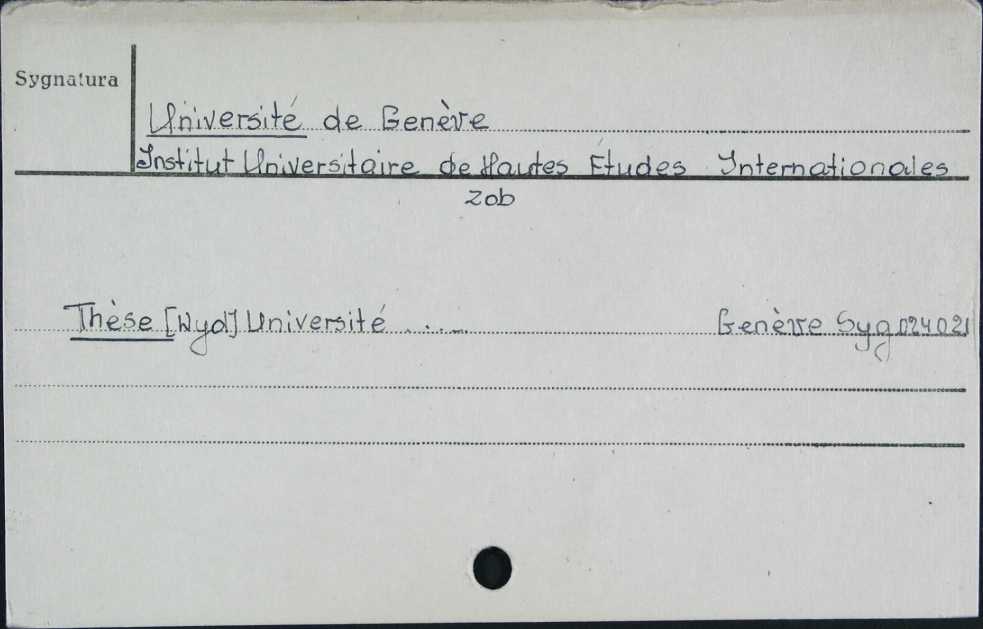 Sygnatura
Université de Genève
Institut Universitaire de Hautes Etudes Internationales
zob
Thèse [Wyd] Université ..... Genève Syg 024021